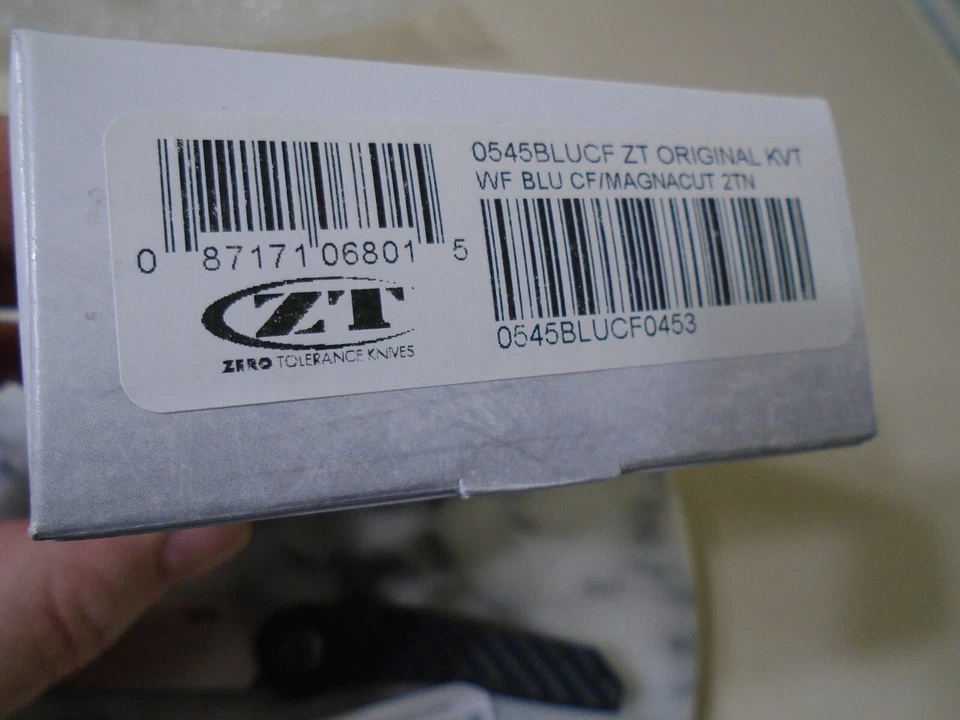 0545BLUCF ZT ORIGINAL KVT
WF BLU CF/MAGNACUT 2TN
0 87171 06801 5
0545BLUCF0453
ZT
ZERO TOLERANCE KNIVES